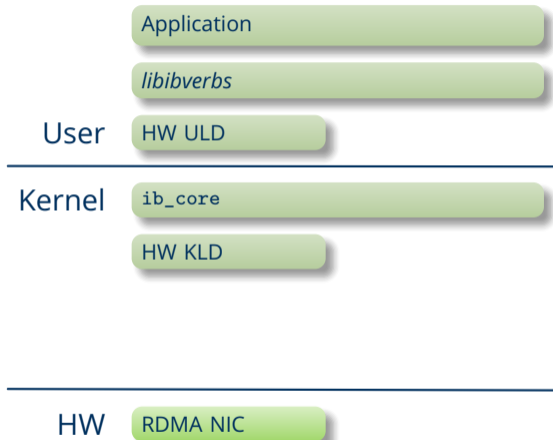 Application
libibverbs
User HW ULD
Kernel ib_core
HW KLD
HW RDMA NIC